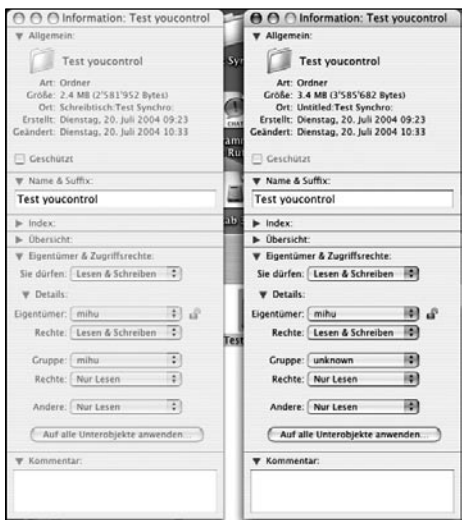 Information: Test youcontrol
Allgemein:
Test youcontrol
Art: Ordner
Größe: 2.4 MB (2'581'952 Bytes)
Ort: Schreibtisch:Test Synchro:
Erstellt: Dienstag, 20. Juli 2004 09:23
Geändert: Dienstag, 20. Juli 2004 10:33
Geschützt
Name & Suffix:
Test youcontrol
Index:
Übersicht:
Eigentümer & Zugriffsrechte:
Sie dürfen: Lesen & Schreiben
Details:
Eigentümer: mihu
Rechte: Lesen & Schreiben
Gruppe: mihu
Rechte: Nur Lesen
Andere: Nur Lesen
Auf alle Unterobjekte anwenden...
Kommentar:
Information: Test youcontrol
Allgemein:
Test youcontrol
Art: Ordner
Größe: 3.4 MB (3'585'682 Bytes)
Ort: Untitled:Test Synchro:
Erstellt: Dienstag, 20. Juli 2004 09:23
Geändert: Dienstag, 20. Juli 2004 10:33
Geschützt
Name & Suffix:
Test youcontrol
Index:
Übersicht:
Eigentümer & Zugriffsrechte:
Sie dürfen: Lesen & Schreiben
Details:
Eigentümer: mihu
Rechte: Lesen & Schreiben
Gruppe: unknown
Rechte: Nur Lesen
Andere: Nur Lesen
Auf alle Unterobjekte anwenden...
Kommentar: